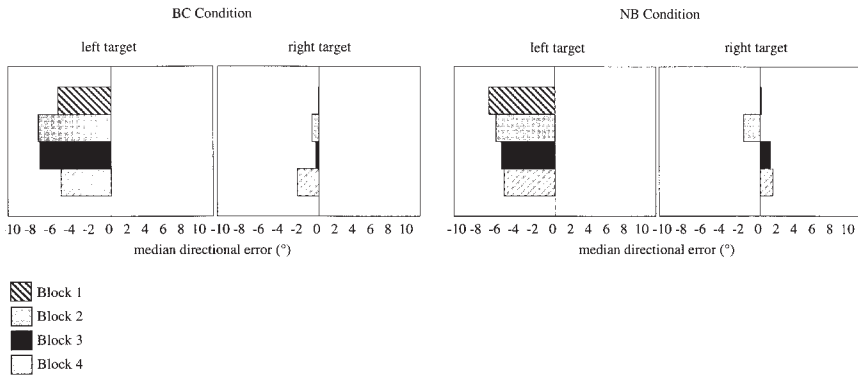 BC Condition
NB Condition
left target
right target
left target
right target
-10 -8 -6 -4 -2 0 2 4 6 8 10
-10 -8 -6 -4 -2 0 2 4 6 8 10
-10 -8 -6 -4 -2 0 2 4 6 8 10
-10 -8 -6 -4 -2 0 2 4 6 8 10
median directional error (°)
median directional error (°)
Block 1
Block 2
Block 3
Block 4